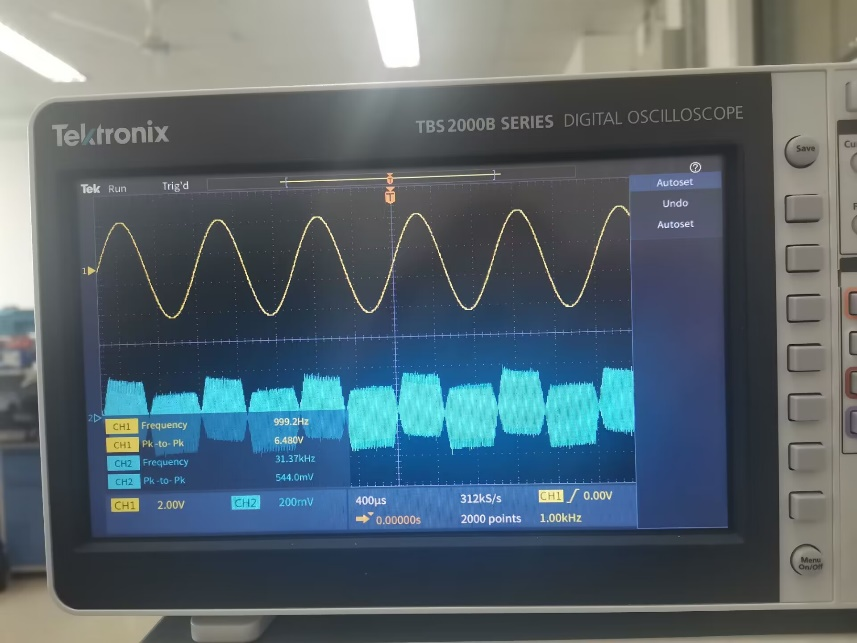 Tektronix
TBS 2000B SERIES DIGITAL OSCILLOSCOPE
Save
Tek Run Trig'd
T
T
?
Autoset
Undo
Autoset
1
2
CH1 Frequency 999.2Hz
CH1 Pk-to-Pk 6.480V
CH2 Frequency 31.37kHz
CH2 Pk-to-Pk 544.0mV
CH1 2.00V CH2 200mV 400µs 312kS/s CH1 0.00V
0.00000s 2000 points 1.00kHz
Menu
On/Off